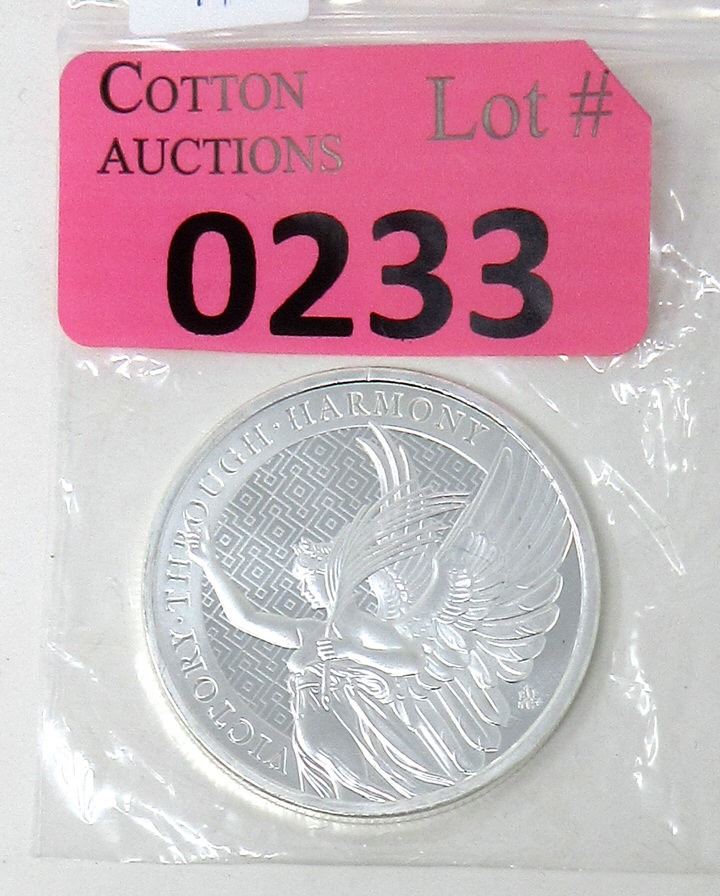 COTTON
AUCTIONS
Lot #
0233
VICTORY · THROUGH · HARMONY